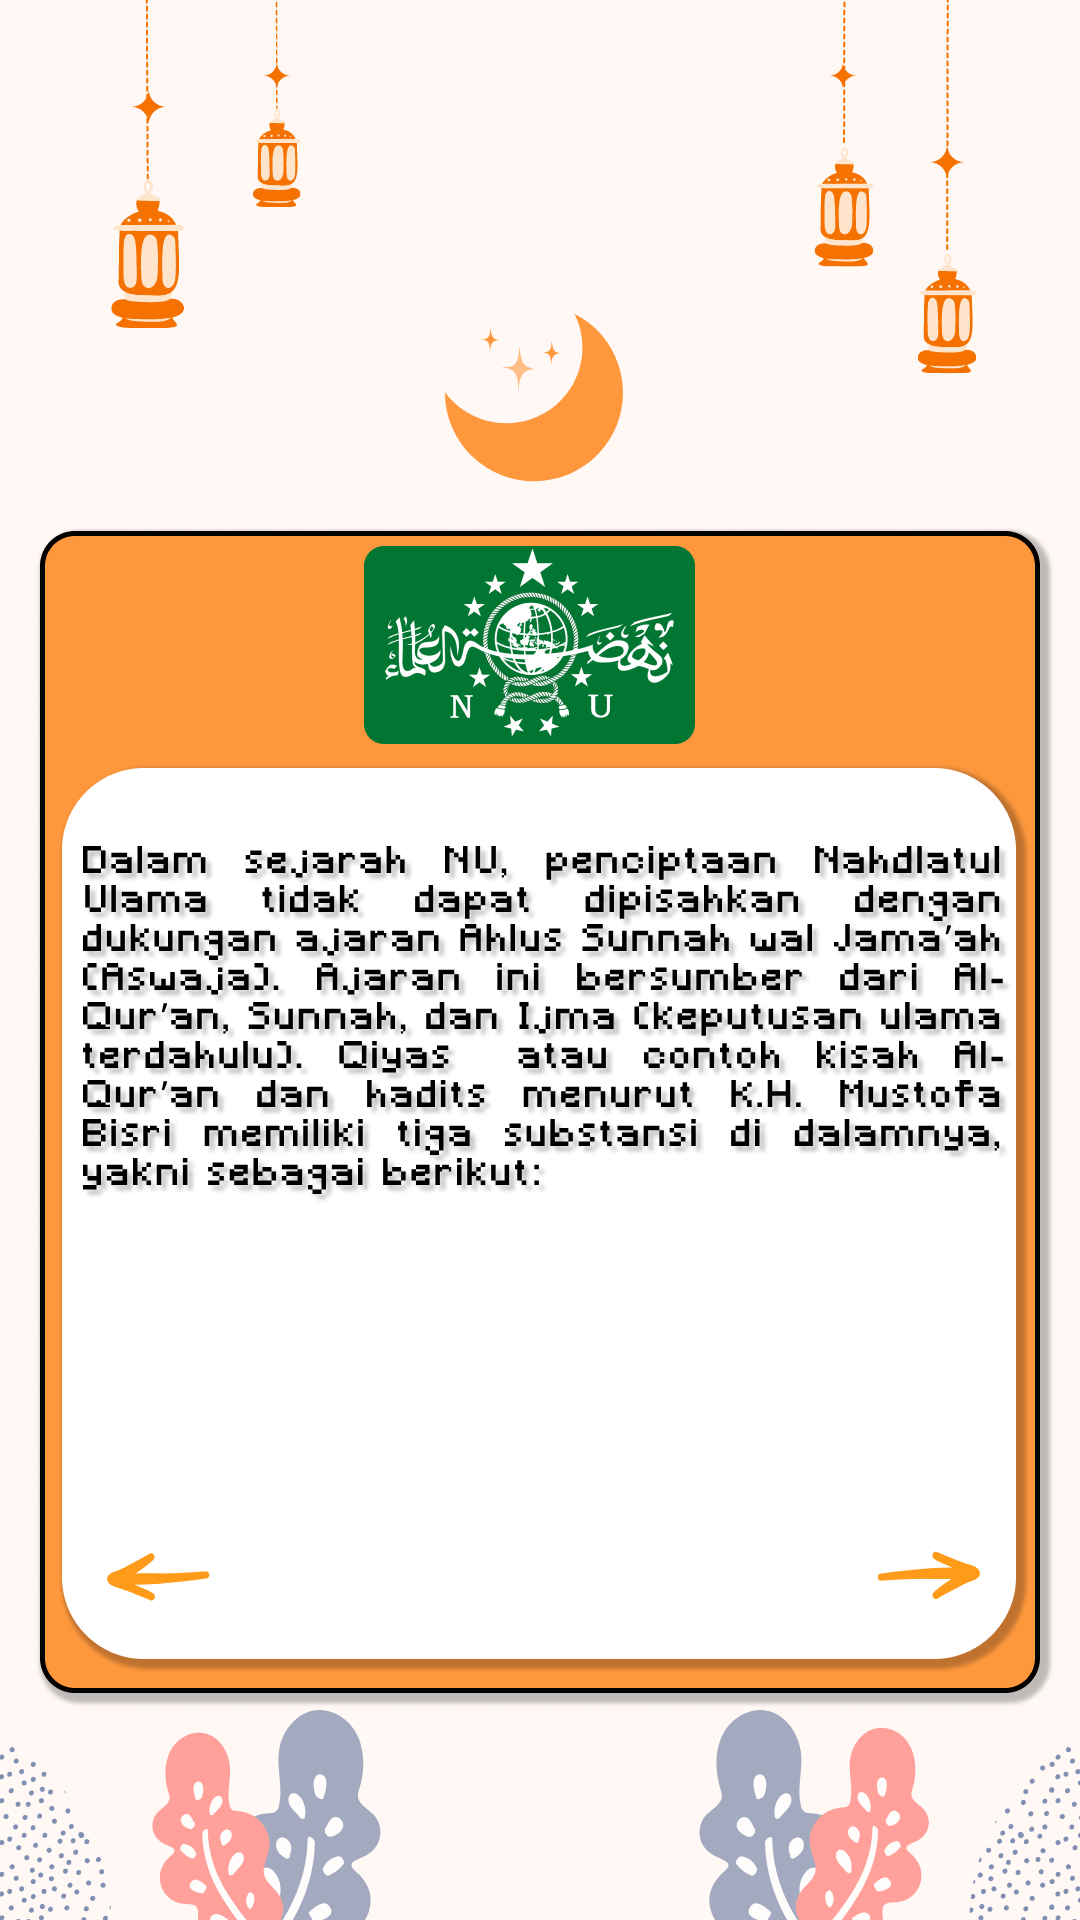 نهضة العلماء
N U
Dalam sejarah NU, penciptaan Nahdlatul
Ulama tidak dapat dipisahkan dengan
dukungan ajaran Ahlus Sunnah wal Jama'ah
(Aswaja). Ajaran ini bersumber dari Al-
Qur'an, Sunnah, dan Ijma (keputusan ulama
terdahulu). Qiyas atau contoh kisah Al-
Qur'an dan hadits menurut K.H. Mustofa
Bisri memiliki tiga substansi di dalamnya,
yakni sebagai berikut: